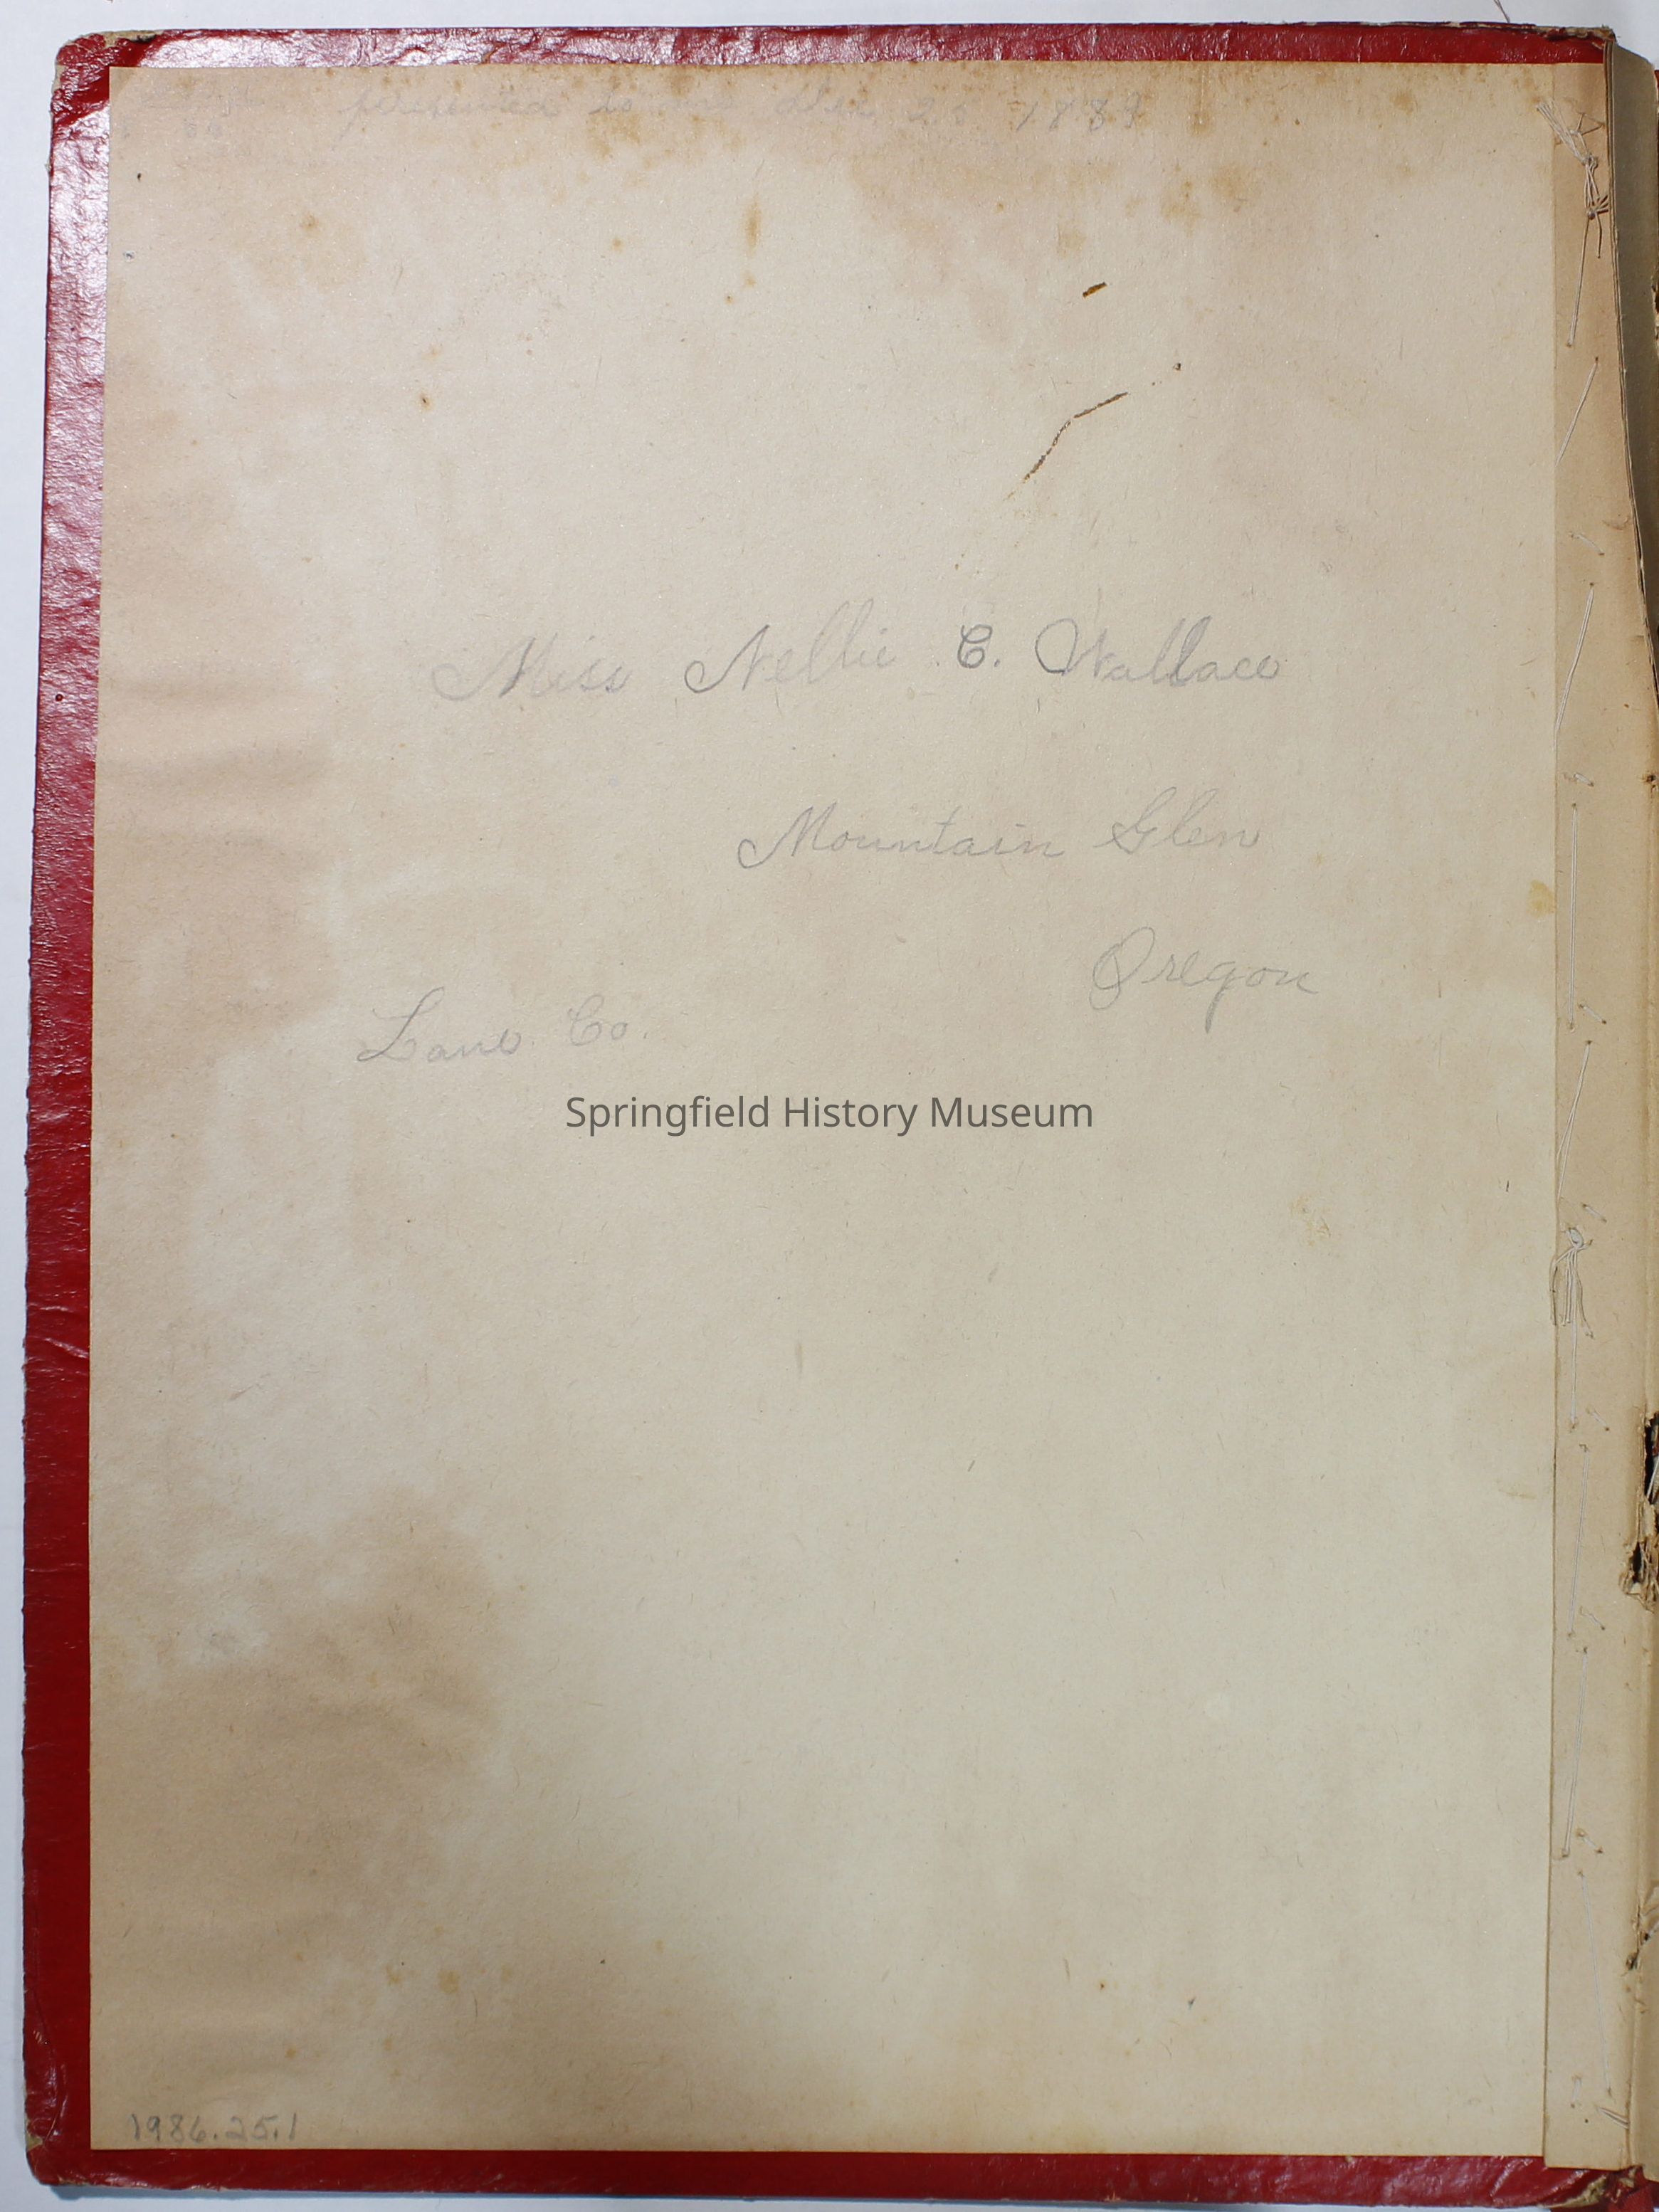 presented to me Dec 25 1889
Miss Nellie C. Wallace
Mountain Glen
Oregon
Lane Co.
Springfield History Museum
1986.25.1